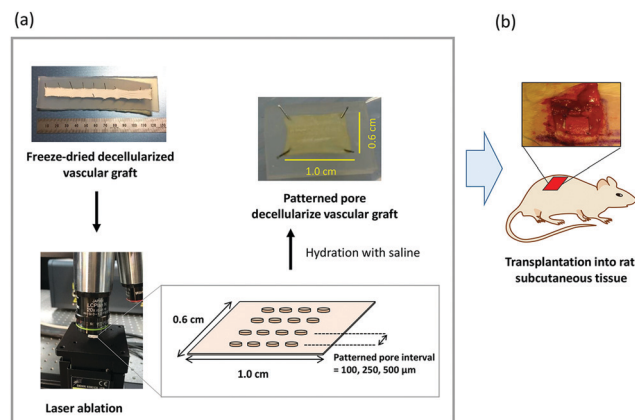 (a)
Freeze-dried decellularized
vascular graft
Laser ablation
0.6 cm
1.0 cm
Patterned pore interval
= 100, 250, 500 µm
Hydration with saline
0.6 cm
1.0 cm
Patterned pore
decellularize vascular graft
(b)
Transplantation into rat
subcutaneous tissue